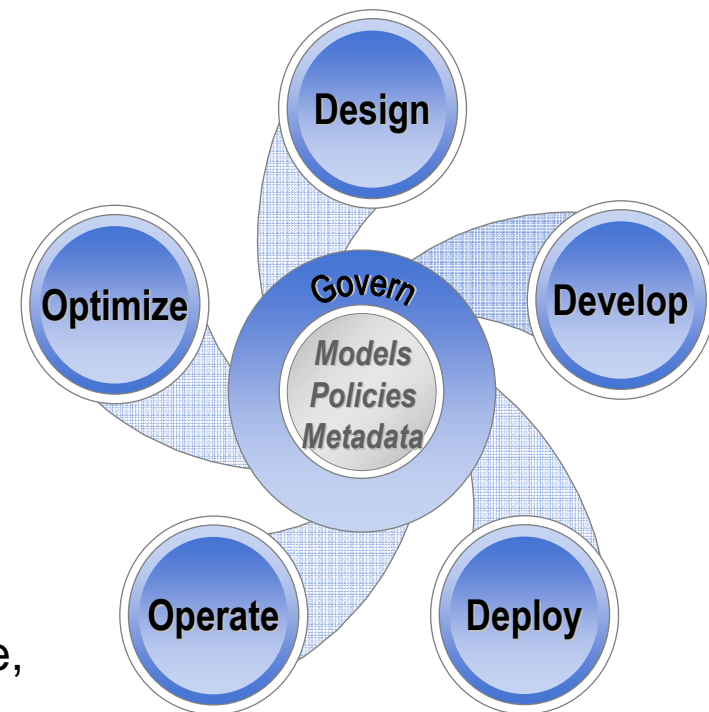 Design
Develop
Optimize
Govern
Models
Policies
Metadata
Operate
Deploy
e,